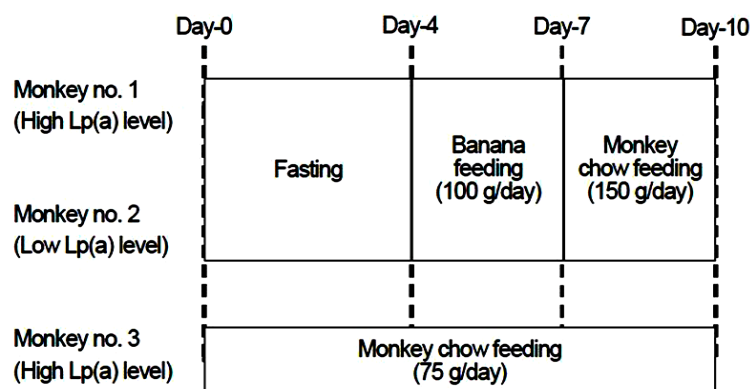 Day-0 Day-4 Day-7 Day-10
Monkey no. 1
(High Lp(a) level)
Fasting
Banana
feeding
(100 g/day)
Monkey
chow feeding
(150 g/day)
Monkey no. 2
(Low Lp(a) level)
Monkey no. 3
(High Lp(a) level)
Monkey chow feeding
(75 g/day)